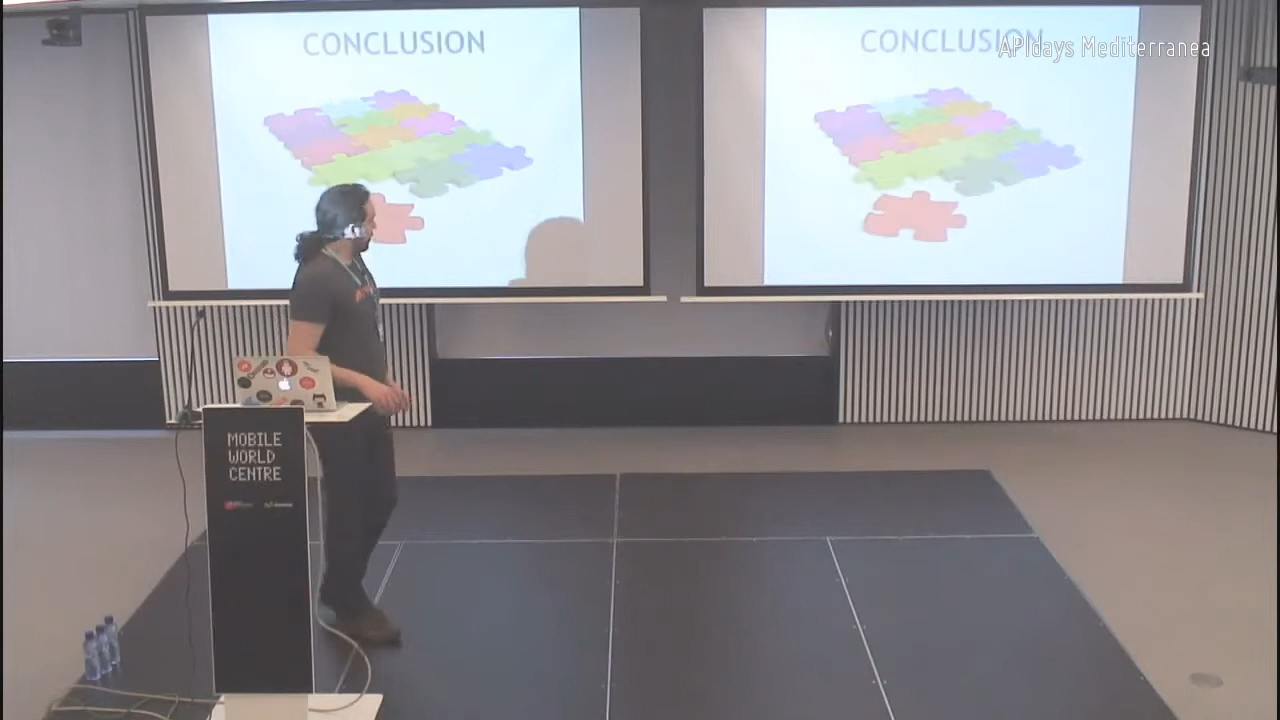 CONCLUSION
CONCLUSION
APIdays Mediterranea
MOBILE
WORLD
CENTRE